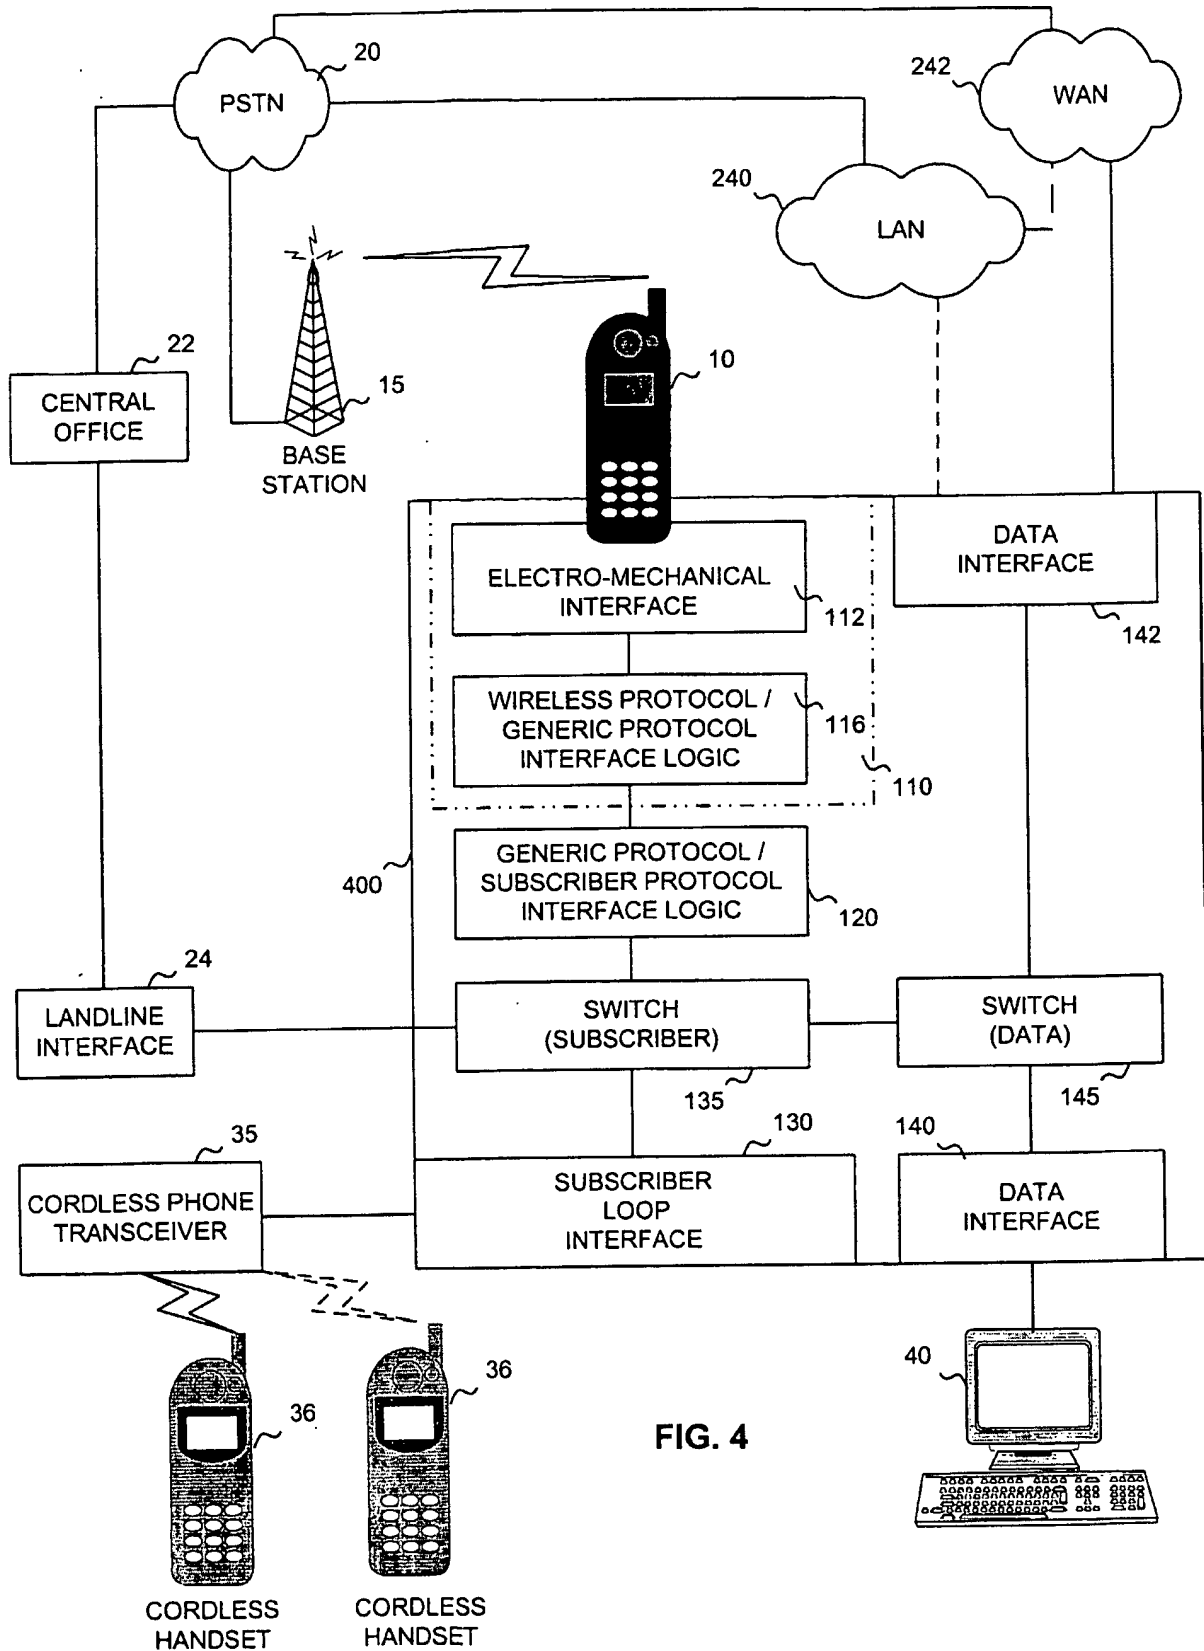 20
PSTN
242
WAN
240
LAN
22
CENTRAL
OFFICE
15
BASE
STATION
10
DATA
INTERFACE
142
ELECTRO-MECHANICAL
INTERFACE
112
WIRELESS PROTOCOL /
GENERIC PROTOCOL
INTERFACE LOGIC
116
110
GENERIC PROTOCOL /
SUBSCRIBER PROTOCOL
INTERFACE LOGIC
120
400
24
LANDLINE
INTERFACE
SWITCH
(SUBSCRIBER)
135
SWITCH
(DATA)
145
35
CORDLESS PHONE
TRANSCEIVER
130
SUBSCRIBER
LOOP
INTERFACE
140
DATA
INTERFACE
36
CORDLESS
HANDSET
36
CORDLESS
HANDSET
40
FIG. 4